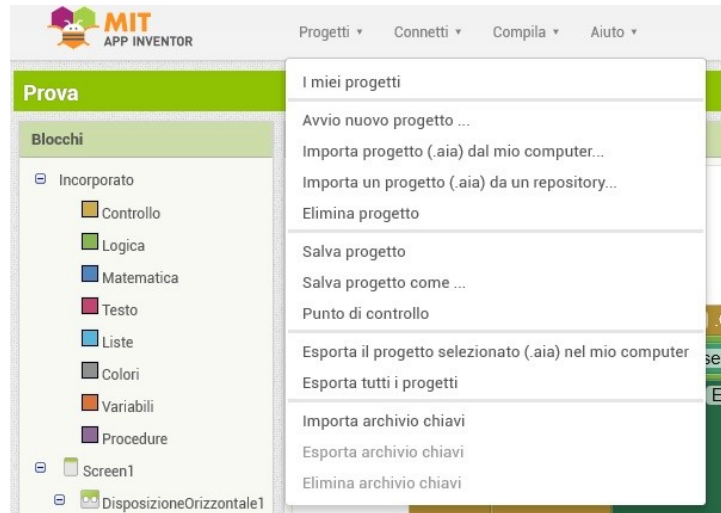 MIT
APP INVENTOR
Progetti
Connetti
Compila
Aiuto
Prova
Blocchi
Incorporato
Controllo
Logica
Matematica
Testo
Liste
Colori
Variabili
Procedure
Screen1
DisposizioneOrizzontale1
I miei progetti
Avvio nuovo progetto ...
Importa progetto (.aia) dal mio computer...
Importa un progetto (.aia) da un repository...
Elimina progetto
Salva progetto
Salva progetto come ...
Punto di controllo
Esporta il progetto selezionato (.aia) nel mio computer
Esporta tutti i progetti
Importa archivio chiavi
Esporta archivio chiavi
Elimina archivio chiavi